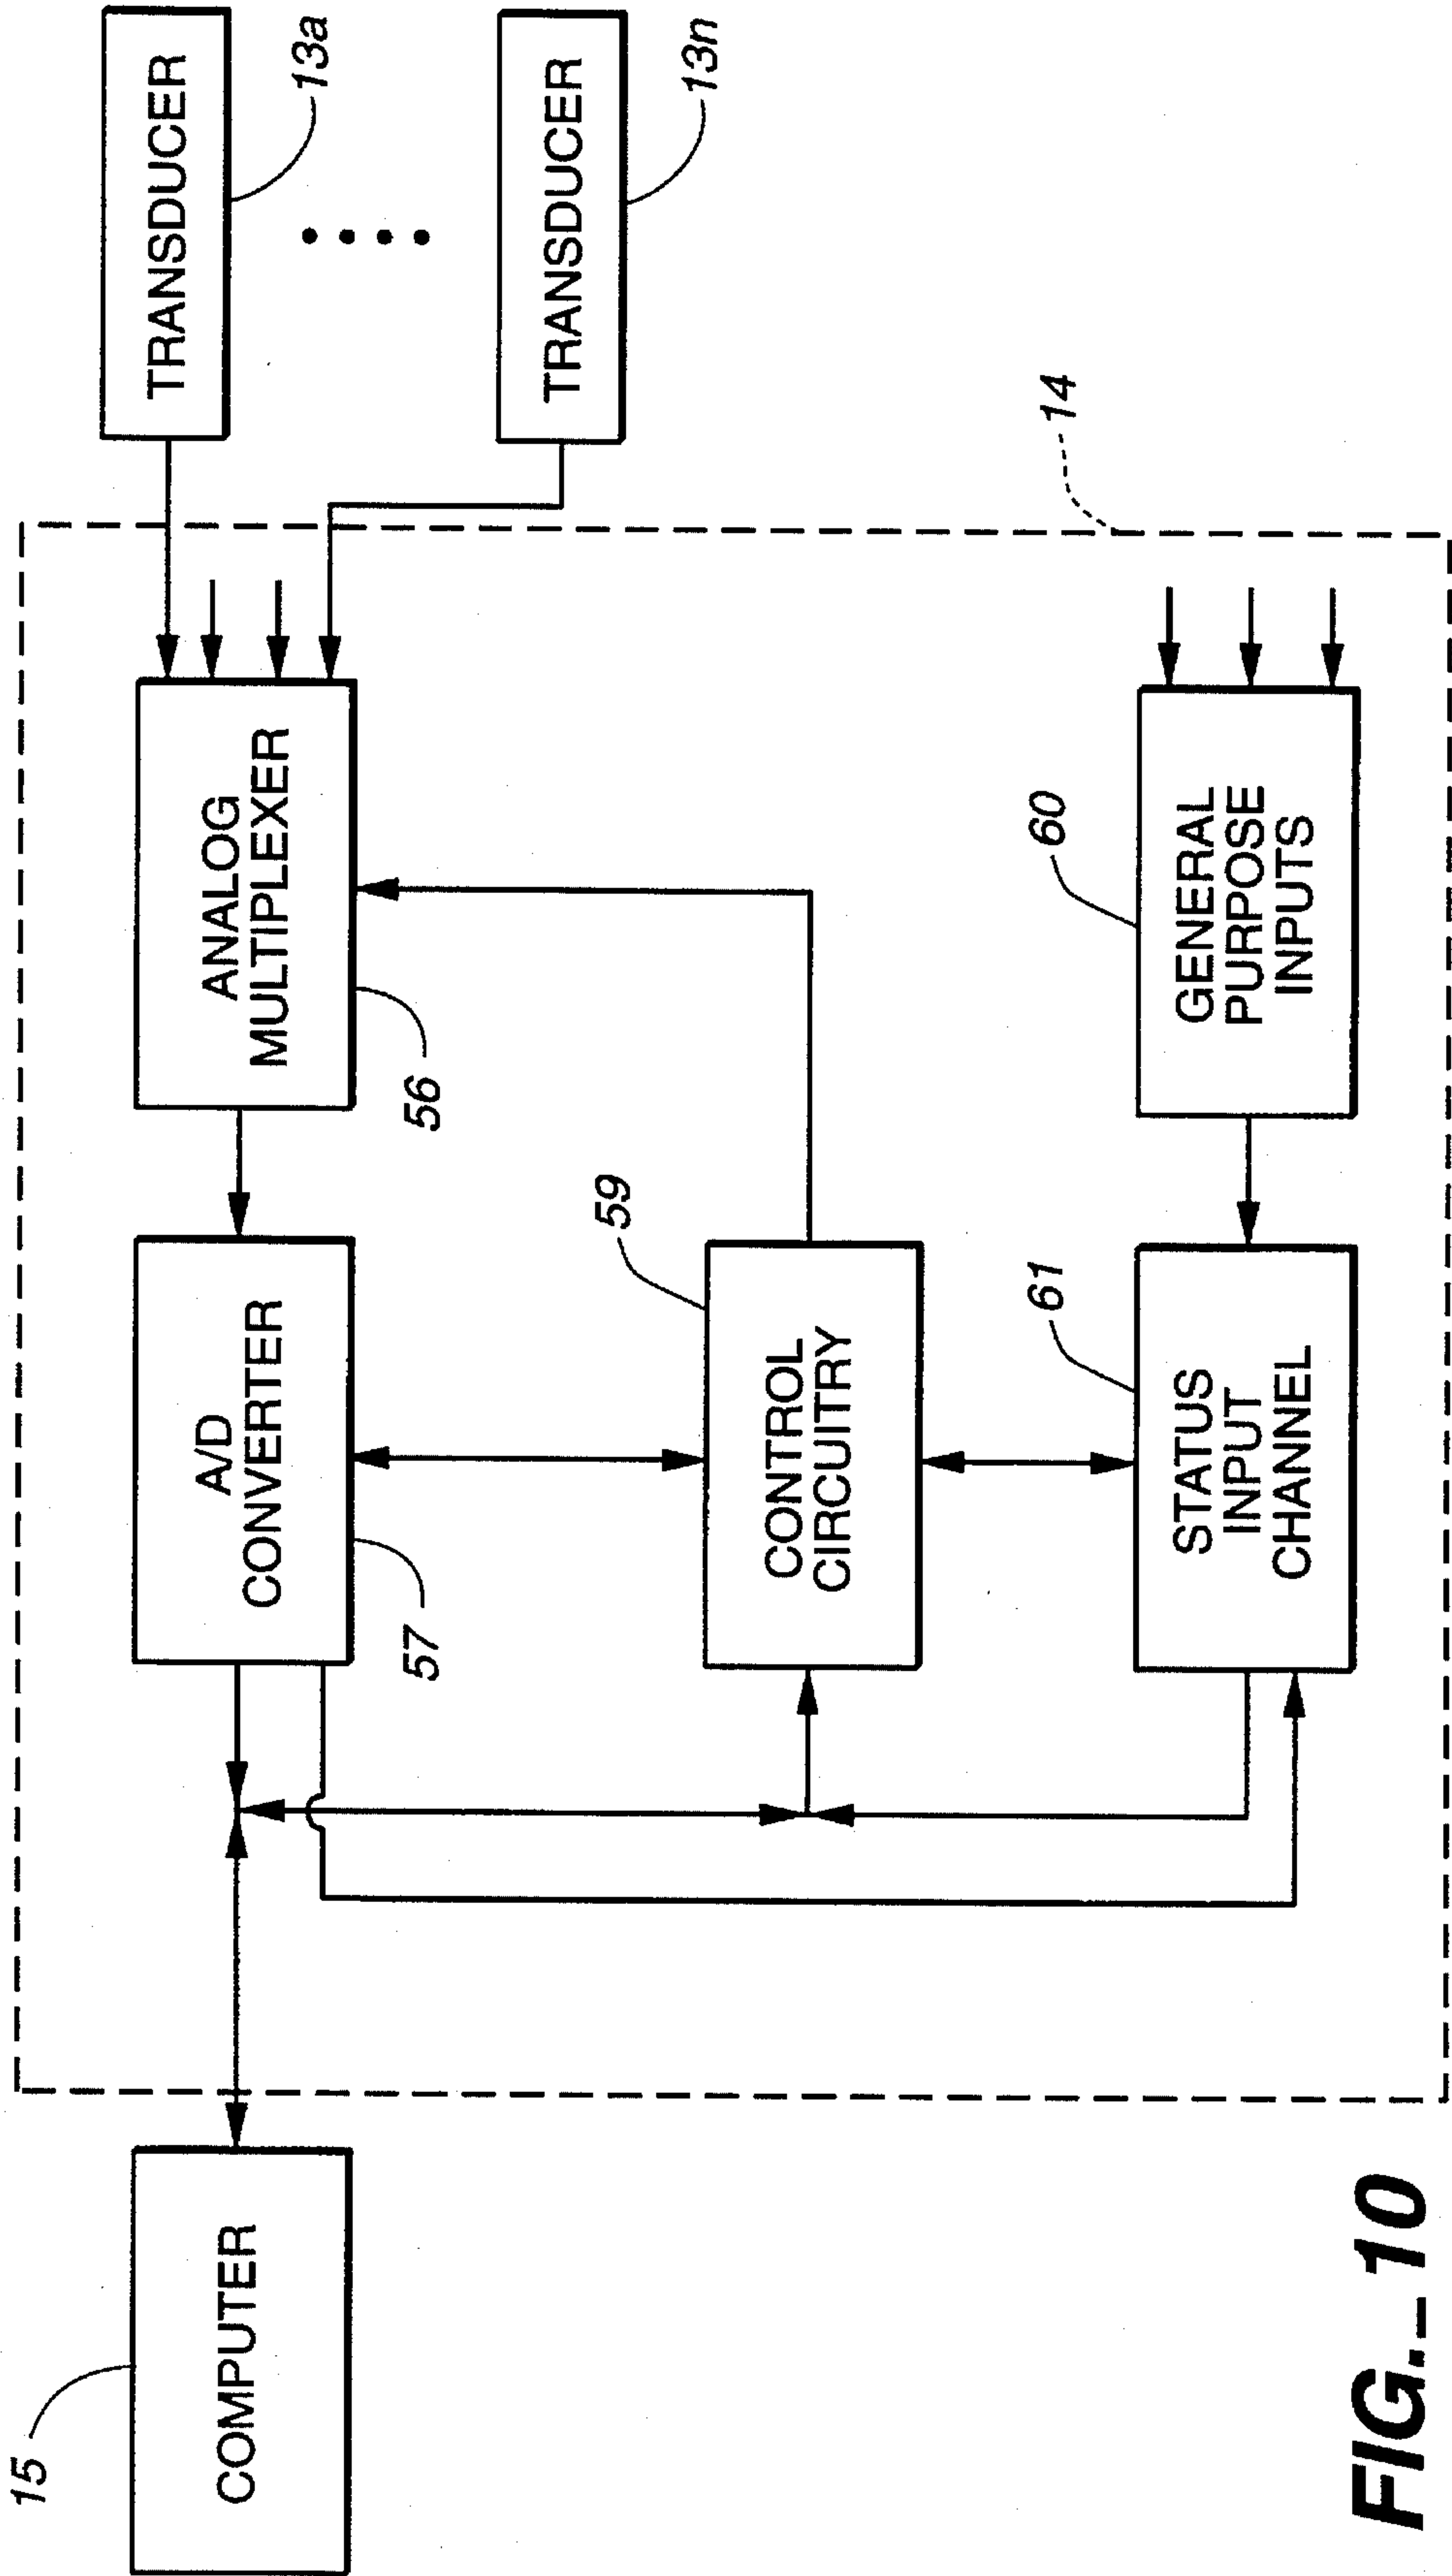 15
COMPUTER
A/D
CONVERTER
57
ANALOG
MULTIPLEXER
56
TRANSDUCER
13a
TRANSDUCER
13n
14
59
CONTROL
CIRCUITRY
61
STATUS
INPUT
CHANNEL
60
GENERAL
PURPOSE
INPUTS
FIG._10